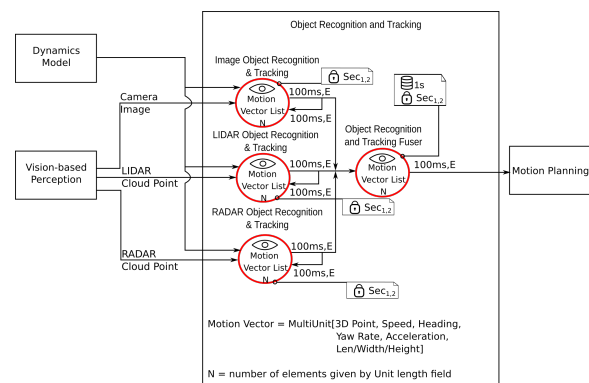 Object Recognition and Tracking
Dynamics
Model
Image Object Recognition
& Tracking
Sec1,2
1s
Sec1,2
Camera
Image
Motion
Vector List
N
100ms,E
100ms,E
LIDAR Object Recognition
& Tracking
Object Recognition
and Tracking Fuser
Vision-based
Perception
LIDAR
Cloud Point
Motion
Vector List
N
100ms,E
100ms,E
Motion
Vector List
N
100ms,E
Motion Planning
Sec1,2
RADAR Object Recognition
& Tracking
RADAR
Cloud Point
Motion
Vector List
N
100ms,E
100ms,E
Sec1,2
Motion Vector = MultiUnit[3D Point, Speed, Heading,
Yaw Rate, Acceleration,
Len/Width/Height]
N = number of elements given by Unit length field